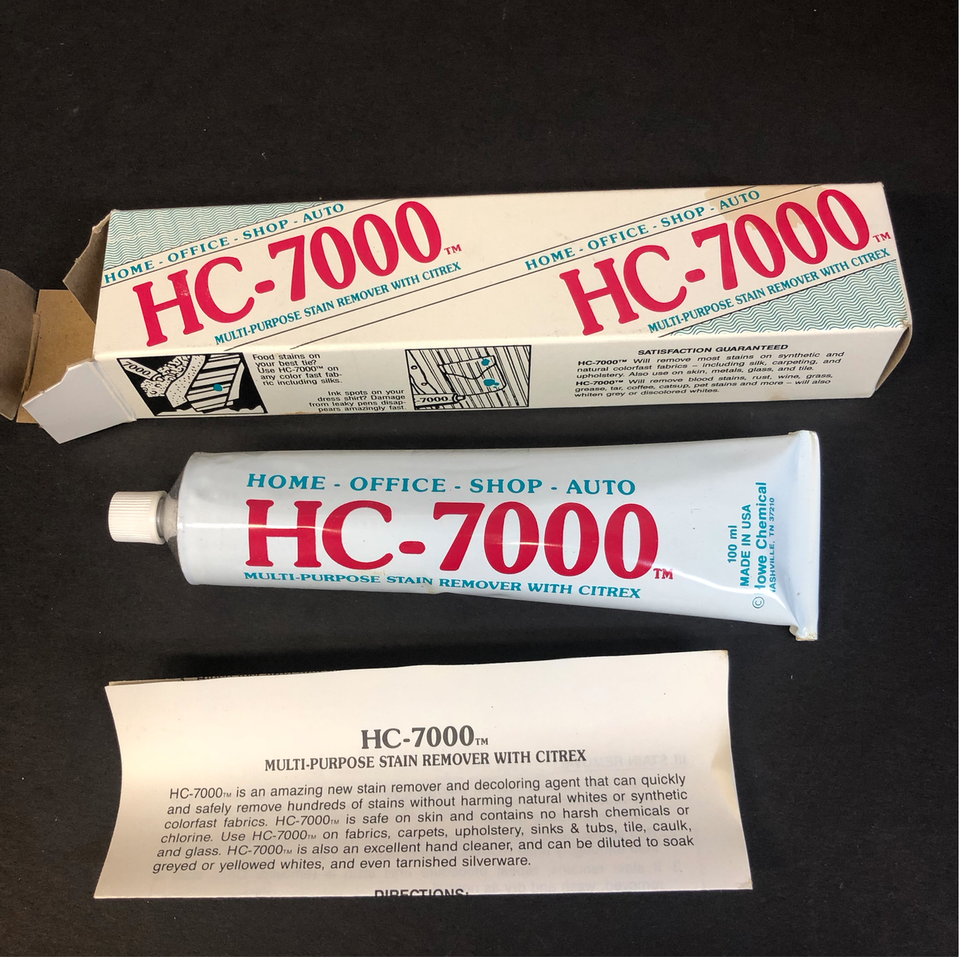 HOME - OFFICE - SHOP - AUTO
HC-7000™
MULTI-PURPOSE STAIN REMOVER WITH CITREX
HOME - OFFICE - SHOP - AUTO
HC-7000™
MULTI-PURPOSE STAIN REMOVER WITH CITREX
7000
Food stains on
your best tie?
Use HC-7000™ on
any color fast fab-
ric including silks.
Ink spots on your
dress shirt? Damage
from leaky pens disap-
pears amazingly fast.
7000
SATISFACTION GUARANTEED
HC-7000™ Will remove most stains on synthetic and
natural colorfast fabrics – including silk, carpeting, and
upholstery. Also use on skin, metals, glass, and tile.
HC-7000™ Will remove blood stains, rust, wine, grass,
grease, tar, coffee, catsup, pet stains and more – will also
whiten grey or discolored whites.
HOME - OFFICE - SHOP - AUTO
HC-7000™
MULTI-PURPOSE STAIN REMOVER WITH CITREX
100 ml
MADE IN USA
© lowe Chemical
NASHVILLE, TN 37210
HC-7000™
MULTI-PURPOSE STAIN REMOVER WITH CITREX
HC-7000™ is an amazing new stain remover and decoloring agent that can quickly
and safely remove hundreds of stains without harming natural whites or synthetic
colorfast fabrics. HC-7000™ is safe on skin and contains no harsh chemicals or
chlorine. Use HC-7000™ on fabrics, carpets, upholstery, sinks & tubs, tile, caulk,
and glass. HC-7000™ is also an excellent hand cleaner, and can be diluted to soak
greyed or yellowed whites, and even tarnished silverware.
DIRECTIONS: